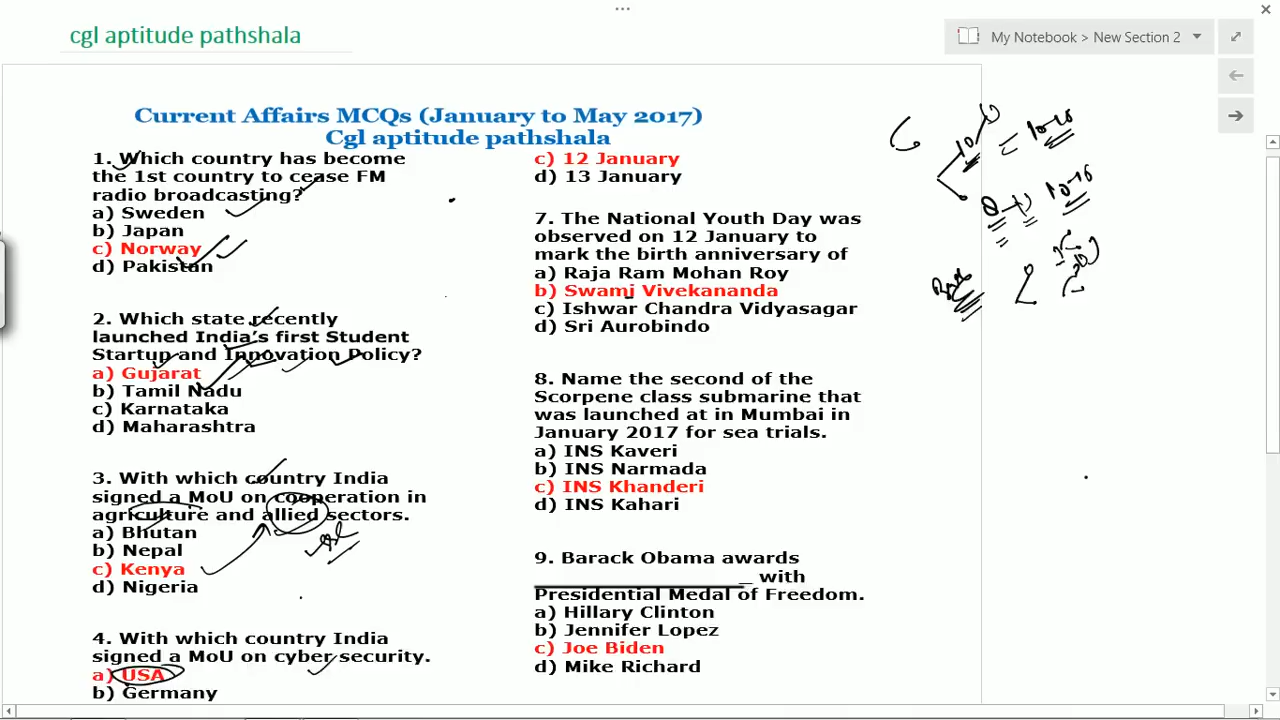 cgl aptitude pathshala
My Notebook > New Section 2
Current Affairs MCQs (January to May 2017)
Cgl aptitude pathshala
1. Which country has become
the 1st country to cease FM
radio broadcasting?
a) Sweden
b) Japan
c) Norway
d) Pakistan
2. Which state recently
launched India's first Student
Startup and Innovation Policy?
a) Gujarat
b) Tamil Nadu
c) Karnataka
d) Maharashtra
3. With which country India
signed a MoU on cooperation in
agriculture and allied sectors.
a) Bhutan
b) Nepal
c) Kenya
d) Nigeria
4. With which country India
signed a MoU on cyber security.
a) USA
b) Germany
c) 12 January
d) 13 January
7. The National Youth Day was
observed on 12 January to
mark the birth anniversary of
a) Raja Ram Mohan Roy
b) Swami Vivekananda
c) Ishwar Chandra Vidyasagar
d) Sri Aurobindo
8. Name the second of the
Scorpene class submarine that
was launched at in Mumbai in
January 2017 for sea trials.
a) INS Kaveri
b) INS Narmada
c) INS Khanderi
d) INS Kahari
9. Barack Obama awards
____________________ with
Presidential Medal of Freedom.
a) Hillary Clinton
b) Jennifer Lopez
c) Joe Biden
d) Mike Richard